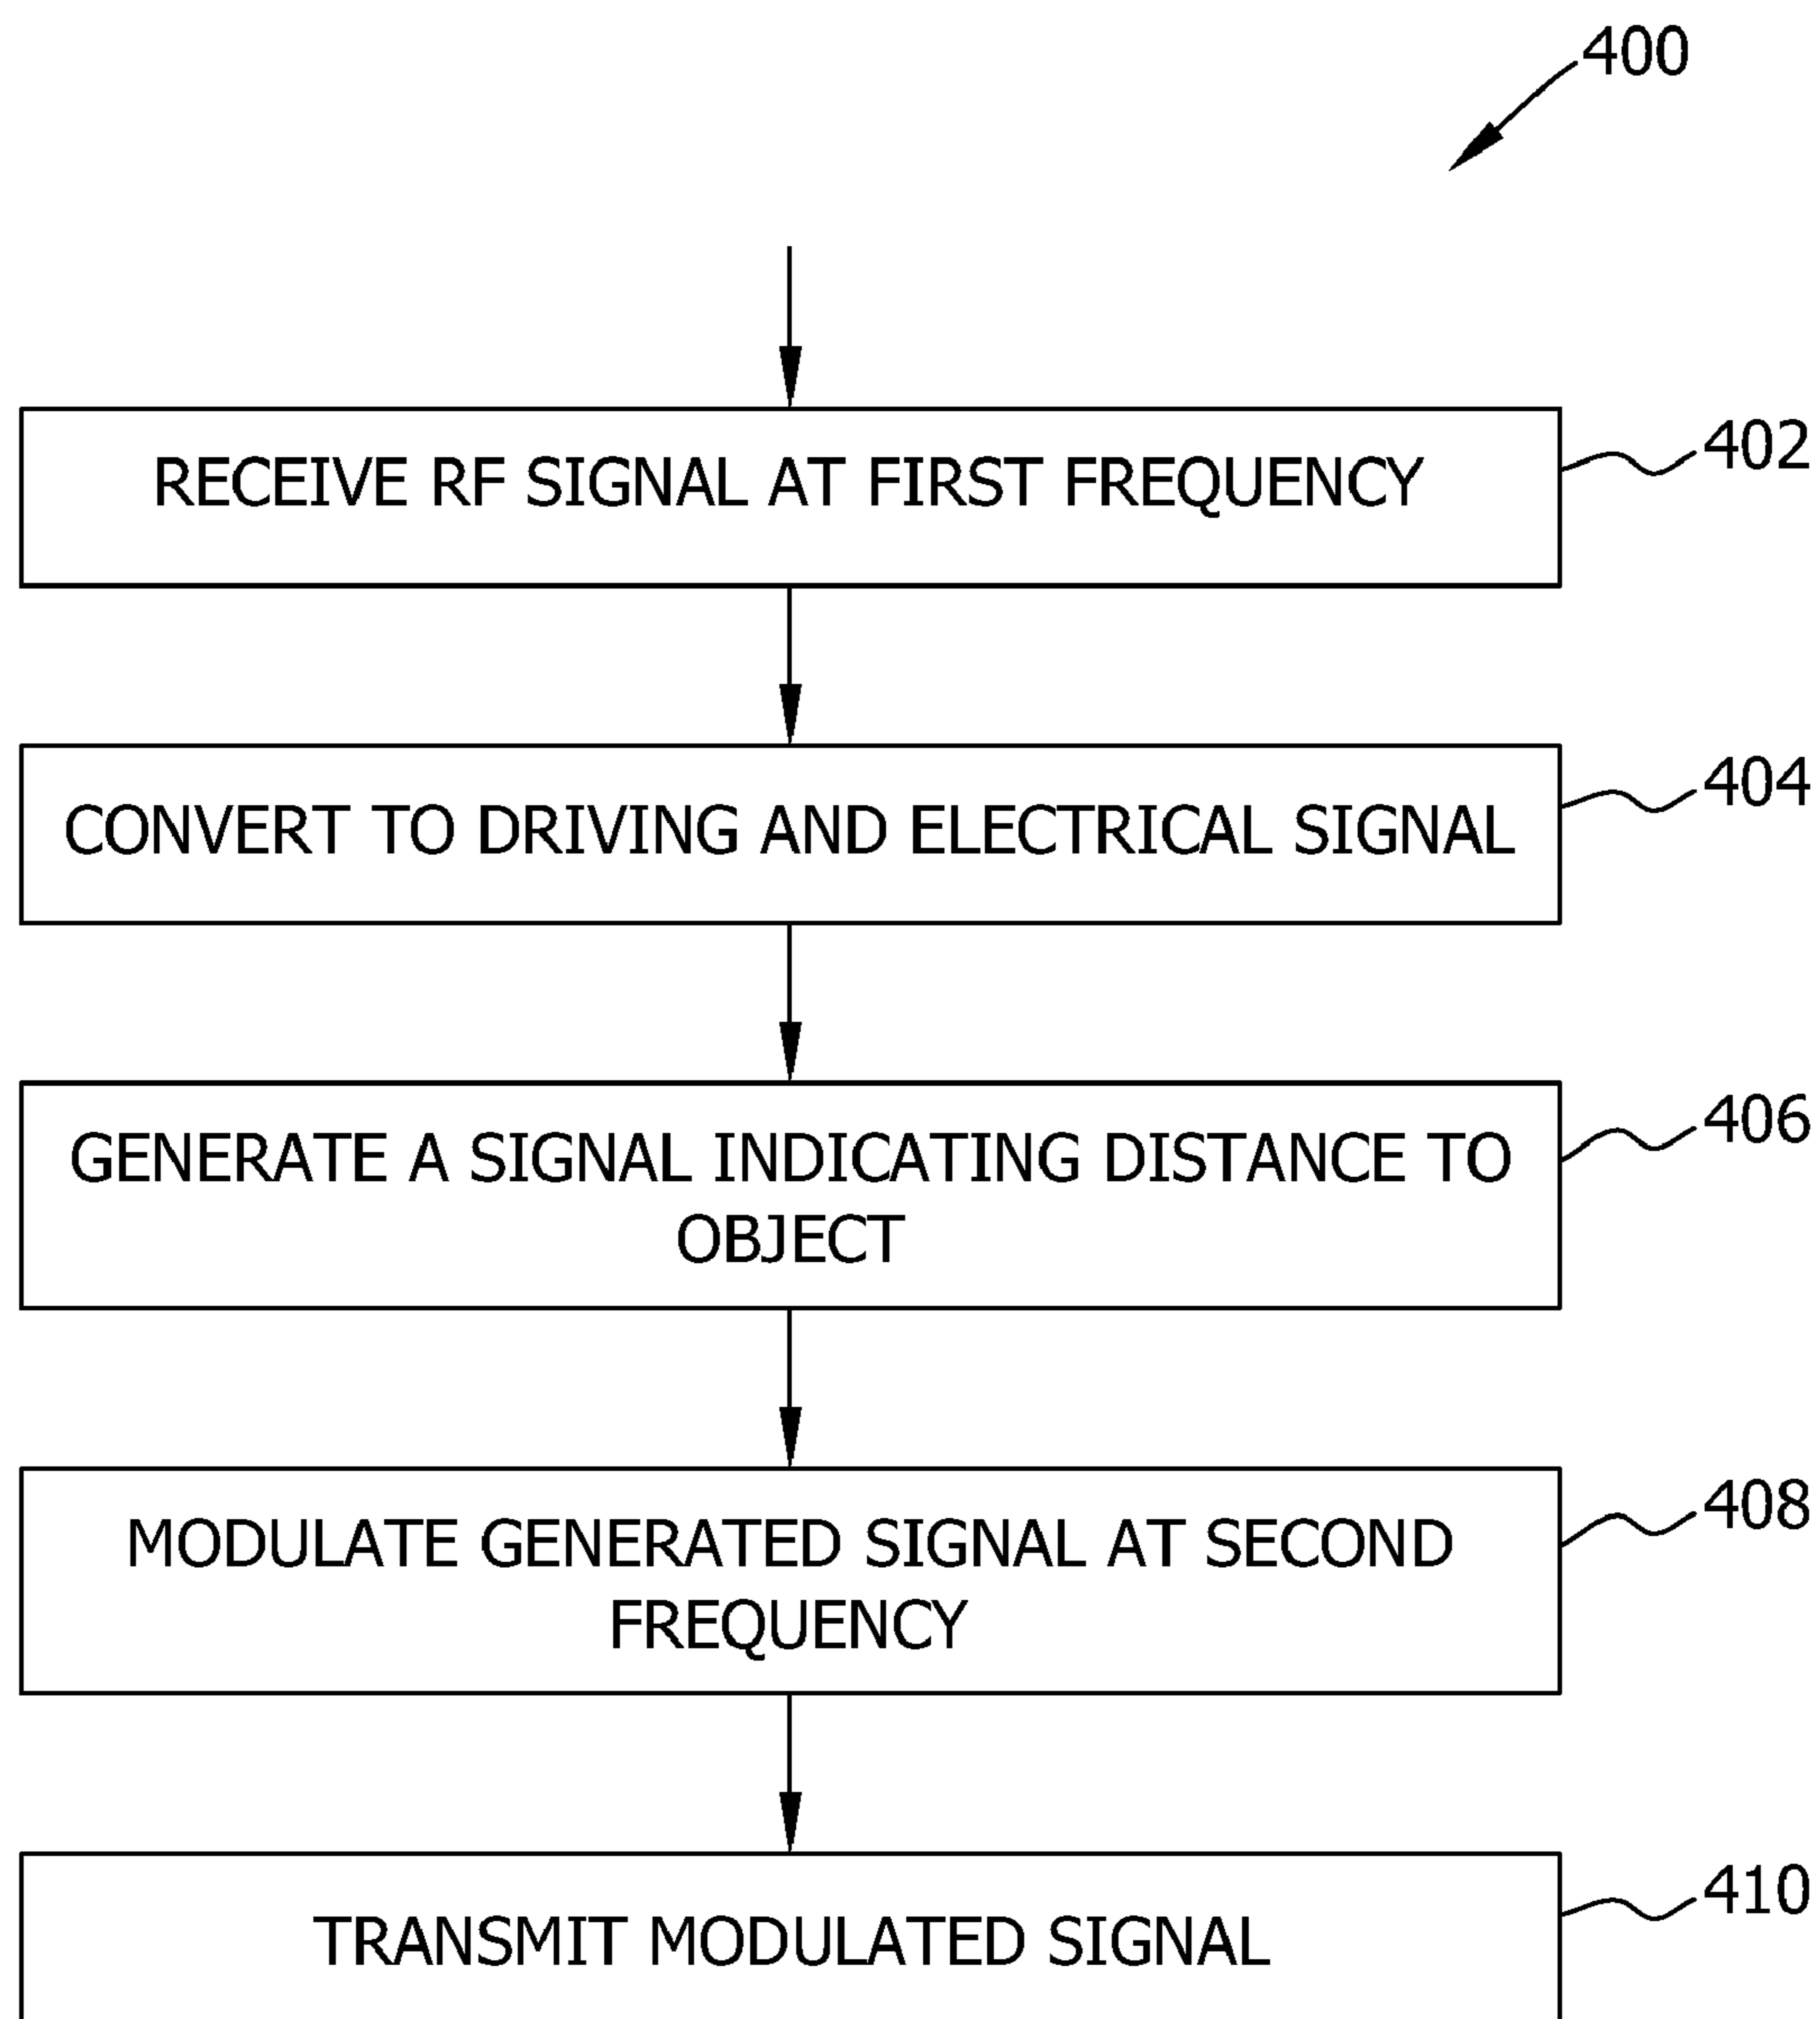 400
RECEIVE RF SIGNAL AT FIRST FREQUENCY
402
CONVERT TO DRIVING AND ELECTRICAL SIGNAL
404
GENERATE A SIGNAL INDICATING DISTANCE TO
OBJECT
406
MODULATE GENERATED SIGNAL AT SECOND
FREQUENCY
408
TRANSMIT MODULATED SIGNAL
410